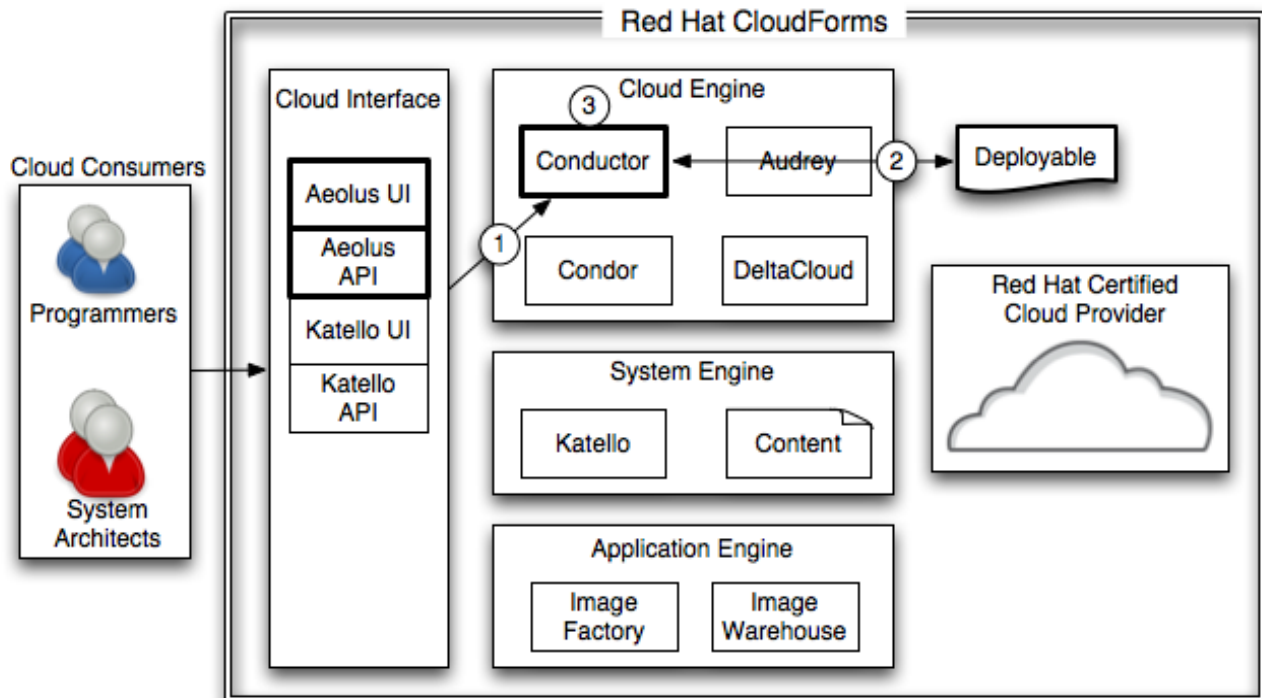 Red Hat CloudForms
Cloud Consumers
Programmers
System
Architects
Cloud Interface
Aeolus UI
Aeolus
API
Katello UI
Katello
API
1
Cloud Engine
3
Conductor
Audrey
2
Deployable
Condor
DeltaCloud
System Engine
Katello
Content
Application Engine
Image
Factory
Image
Warehouse
Red Hat Certified
Cloud Provider